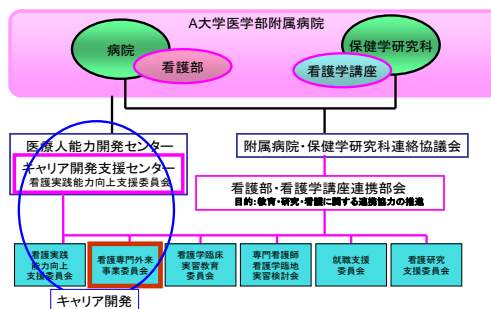 A大学医学部附属病院
病院
看護部
保健学研究科
看護学講座
医療人能力開発センター
キャリア開発支援センター
看護実践能力向上支援委員会
附属病院・保健学研究科連絡協議会
看護部・看護学講座連携部会
目的:教育・研究・看護に関する連携協力の推進
看護実践
能力向上
支援委員会
看護専門外来
事業委員会
看護学臨床
実習教育
委員会
専門看護師
看護学臨地
実習検討会
就職支援
委員会
看護研究
支援委員会
キャリア開発